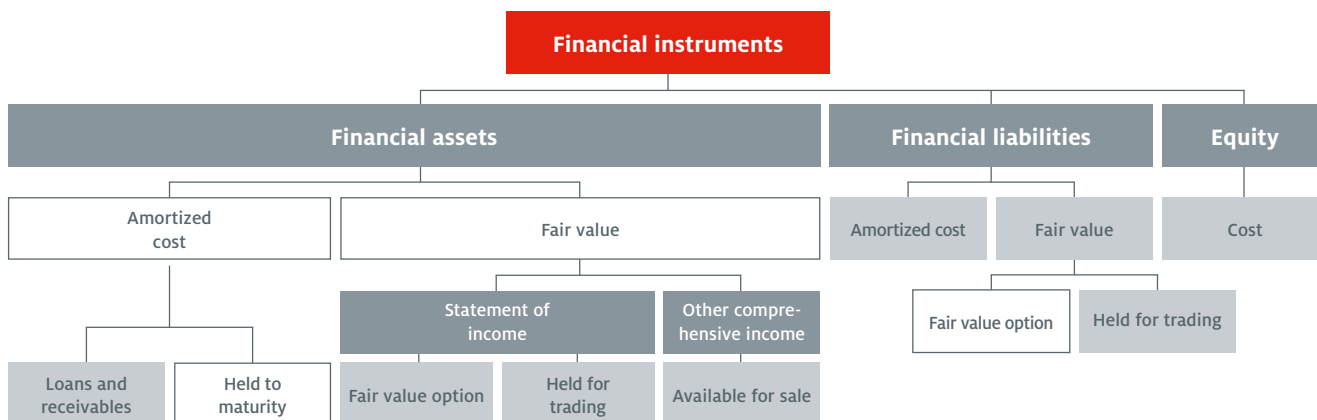 Financial instruments
Financial assets
Financial liabilities
Equity
Amortized
cost
Fair value
Amortized cost
Fair value
Cost
Statement of
income
Other compre-
hensive income
Fair value option
Held for trading
Loans and
receivables
Held to
maturity
Fair value option
Held for
trading
Available for sale